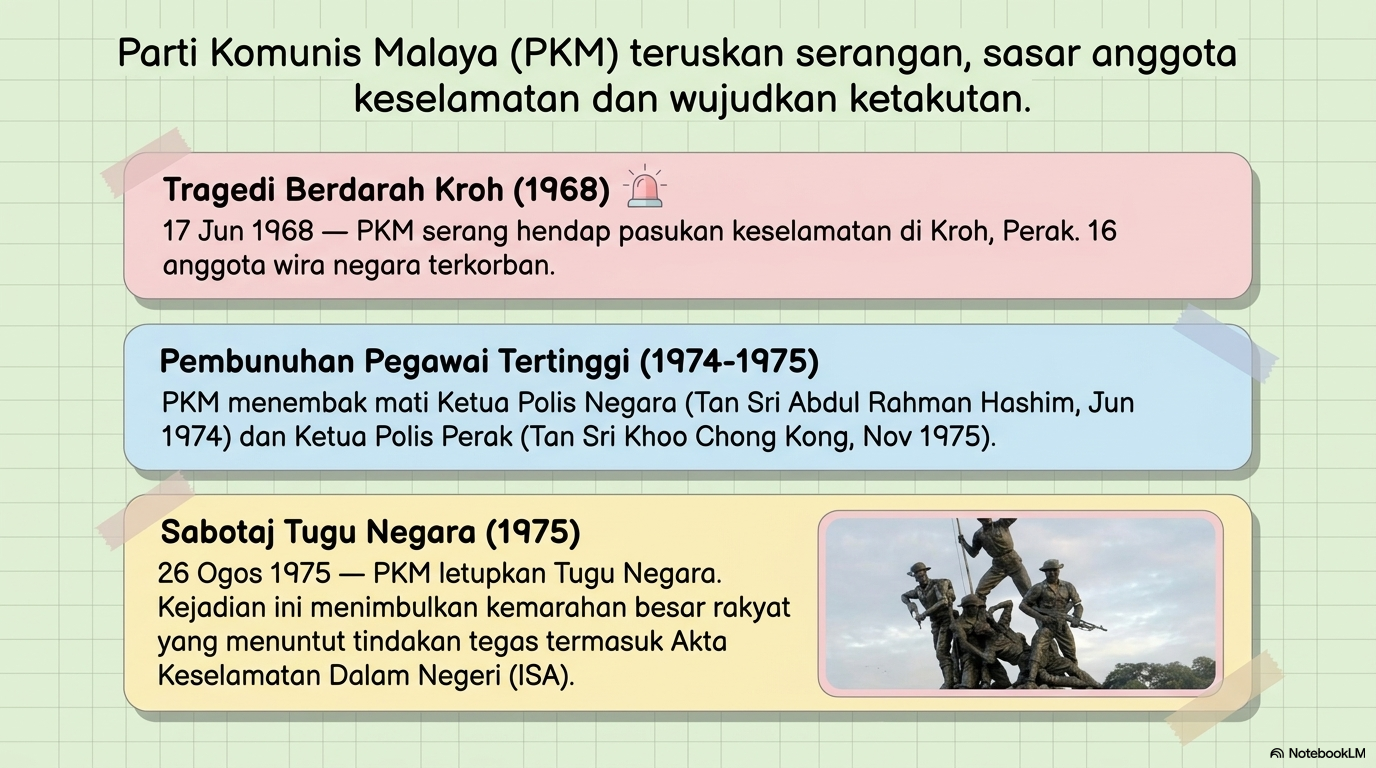 Parti Komunis Malaya (PKM) teruskan serangan, sasar anggota
keselamatan dan wujudkan ketakutan.
Tragedi Berdarah Kroh (1968)
17 Jun 1968 — PKM serang hendap pasukan keselamatan di Kroh, Perak. 16
anggota wira negara terkorban.
Pembunuhan Pegawai Tertinggi (1974-1975)
PKM menembak mati Ketua Polis Negara (Tan Sri Abdul Rahman Hashim, Jun
1974) dan Ketua Polis Perak (Tan Sri Khoo Chong Kong, Nov 1975).
Sabotaj Tugu Negara (1975)
26 Ogos 1975 — PKM letupkan Tugu Negara.
Kejadian ini menimbulkan kemarahan besar rakyat
yang menuntut tindakan tegas termasuk Akta
Keselamatan Dalam Negeri (ISA).
NotebookLM